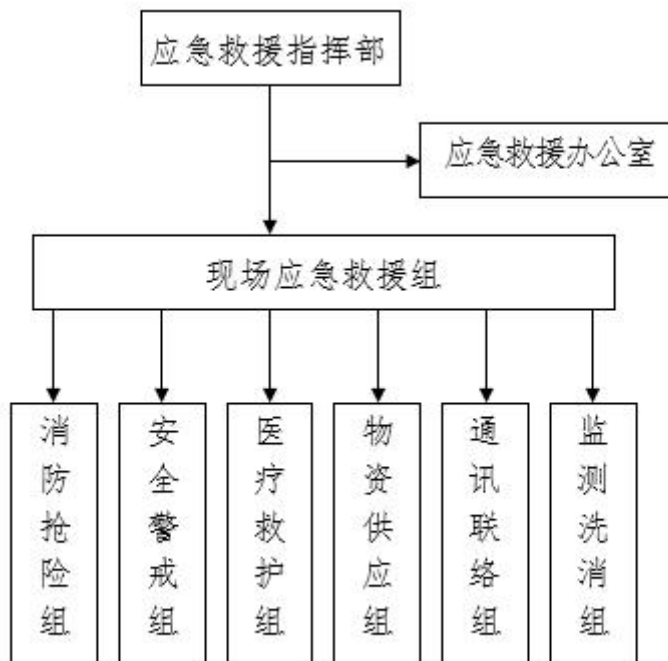 应急救援指挥部
应急救援办公室
现场应急救援组
消防抢险组
安全警戒组
医疗救护组
物资供应组
通讯联络组
监测洗消组